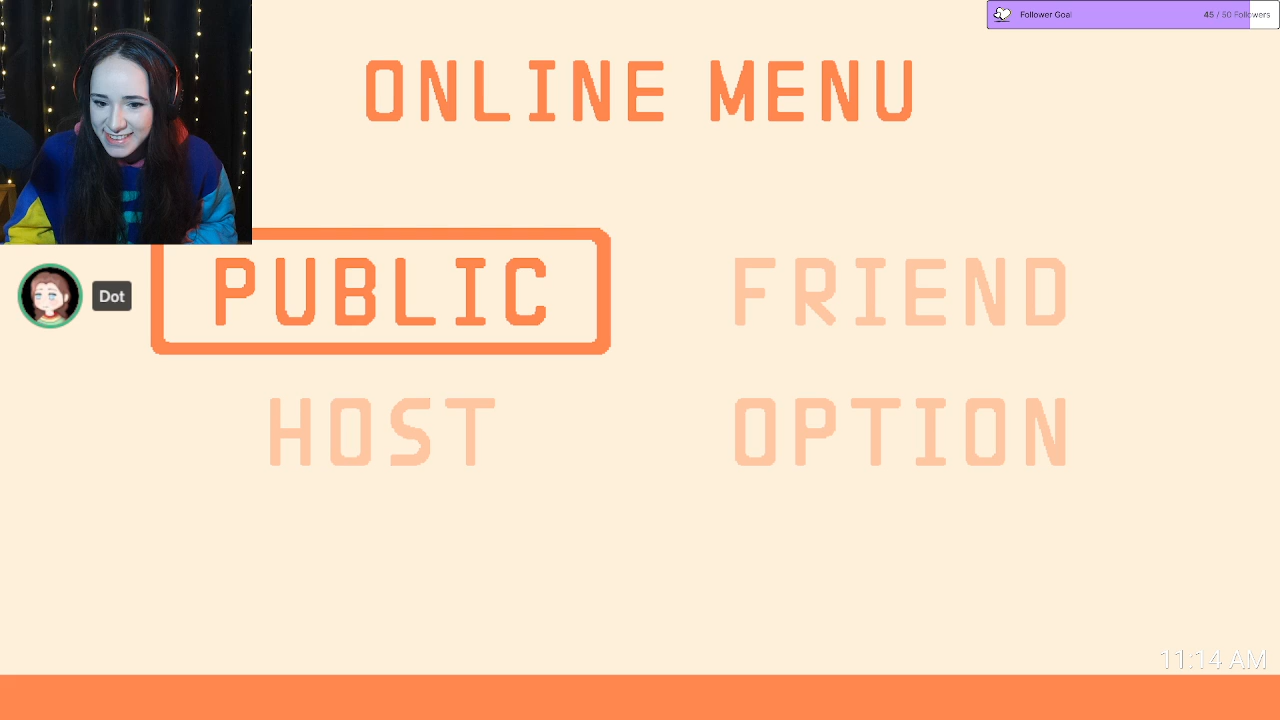 Follower Goal 45 / 50 Followers
ONLINE MENU
PUBLIC FRIEND
Dot
HOST OPTION
11:14 AM